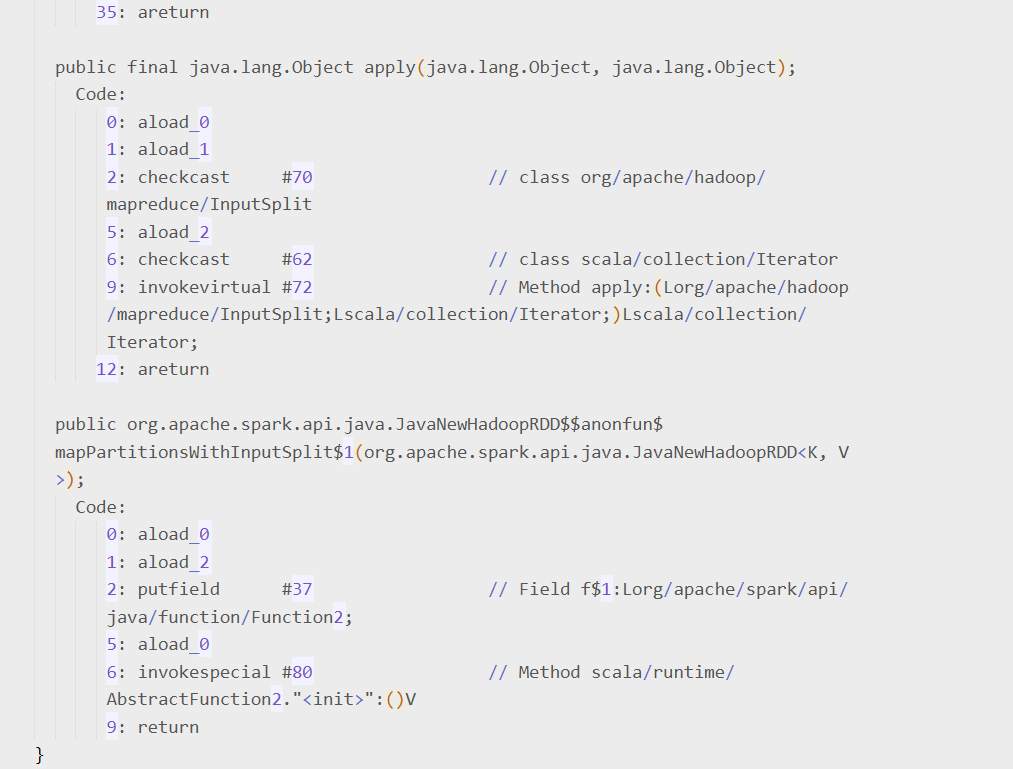 35: areturn
public final java.lang.Object apply(java.lang.Object, java.lang.Object);
Code:
0: aload_0
1: aload_1
2: checkcast #70 // class org/apache/hadoop/
mapreduce/InputSplit
5: aload_2
6: checkcast #62 // class scala/collection/Iterator
9: invokevirtual #72 // Method apply:(Lorg/apache/hadoop
/mapreduce/InputSplit;Lscala/collection/Iterator;)Lscala/collection/
Iterator;
12: areturn
public org.apache.spark.api.java.JavaNewHadoopRDD$$anonfun$
mapPartitionsWithInputSplit$1(org.apache.spark.api.java.JavaNewHadoopRDD<K, V
>);
Code:
0: aload_0
1: aload_2
2: putfield #37 // Field f$1:Lorg/apache/spark/api/
java/function/Function2;
5: aload_0
6: invokespecial #80 // Method scala/runtime/
AbstractFunction2."<init>":()V
9: return
}